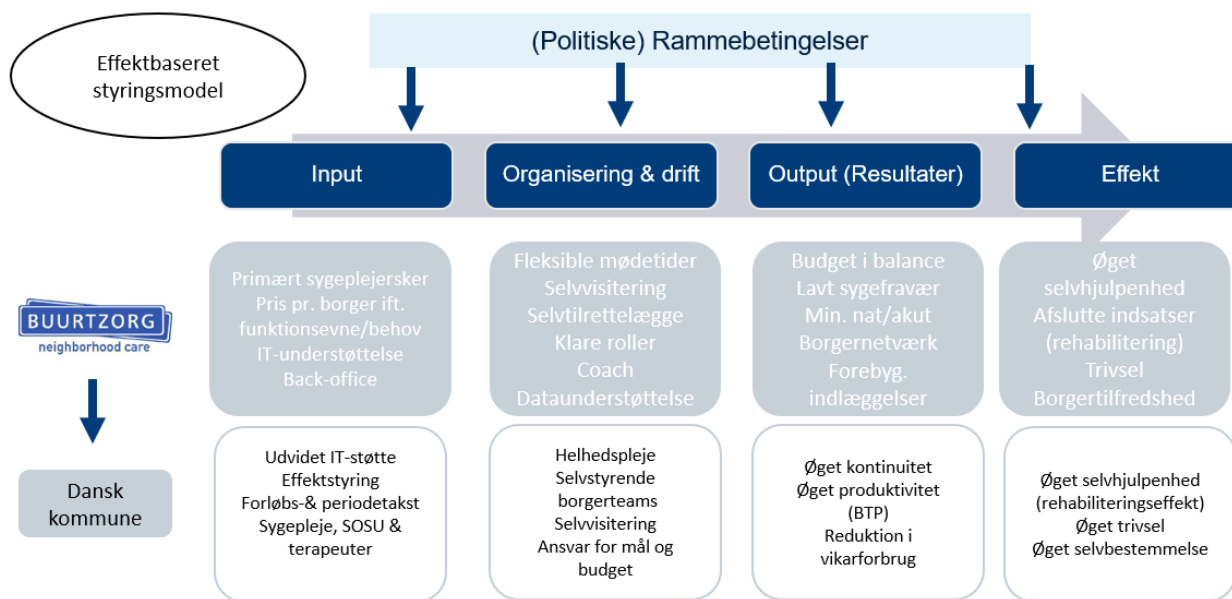 Effektbaseret
styringsmodel
(Politiske) Rammebetingelser
Input
Organisering & drift
Output (Resultater)
Effekt
BUURTZORG
neighborhood care
Primært sygeplejersker
Pris pr. borger ift.
funktionsevne/behov
IT-understøttelse
Back-office
Fleksible mødetider
Selvvisitering
Selvtilrettelægge
Klare roller
Coach
Dataunderstøttelse
Budget i balance
Lavt sygefravær
Min. nat/akut
Borgernetværk
Forebyg.
indlæggelser
Øget
selvhjulpenhed
Afslutte indsatser
(rehabilitering)
Trivsel
Borgertilfredshed
Dansk
kommune
Udvidet IT-støtte
Effektstyring
Forløbs-& periodetakst
Sygepleje, SOSU &
terapeuter
Helhedspleje
Selvstyrende
borgerteams
Selvvisitering
Ansvar for mål og
budget
Øget kontinuitet
Øget produktivitet
(BTP)
Reduktion i
vikarforbrug
Øget selvhjulpenhed
(rehabiliteringseffekt)
Øget trivsel
Øget selvbestemmelse